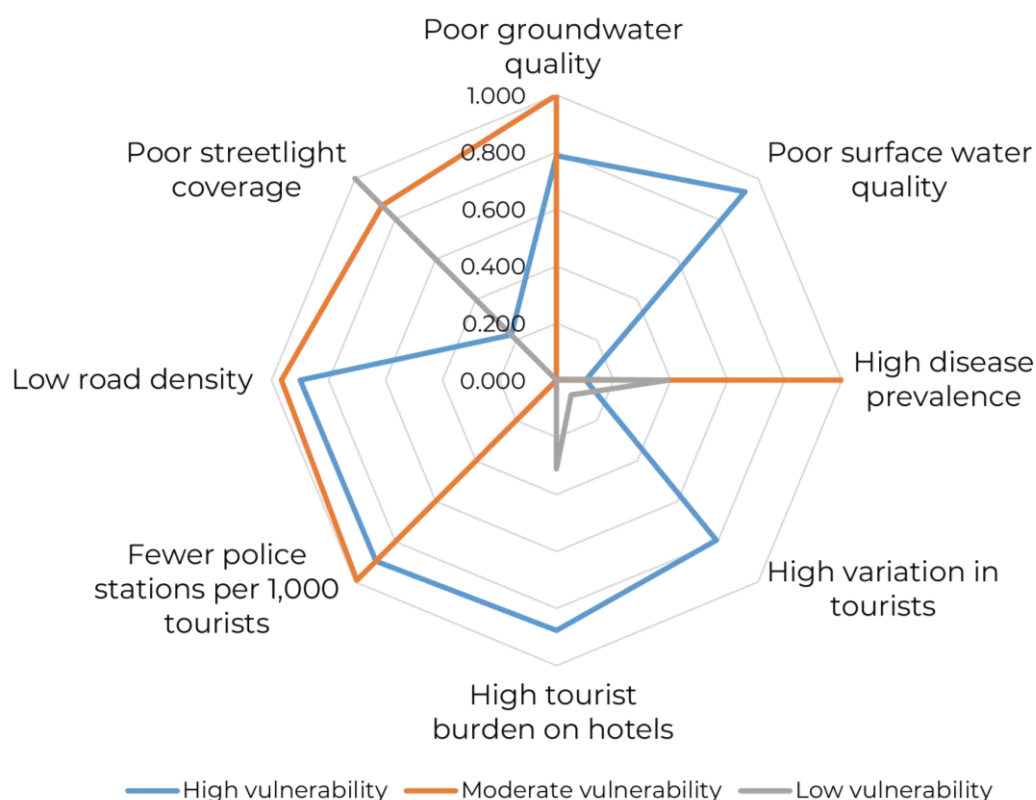 Poor groundwater
quality
1.000
Poor streetlight
coverage
0.800
Poor surface water
quality
0.600
0.400
0.200
Low road density
0.000
High disease
prevalence
Fewer police
stations per 1,000
tourists
High variation in
tourists
High tourist
burden on hotels
High vulnerability
Moderate vulnerability
Low vulnerability